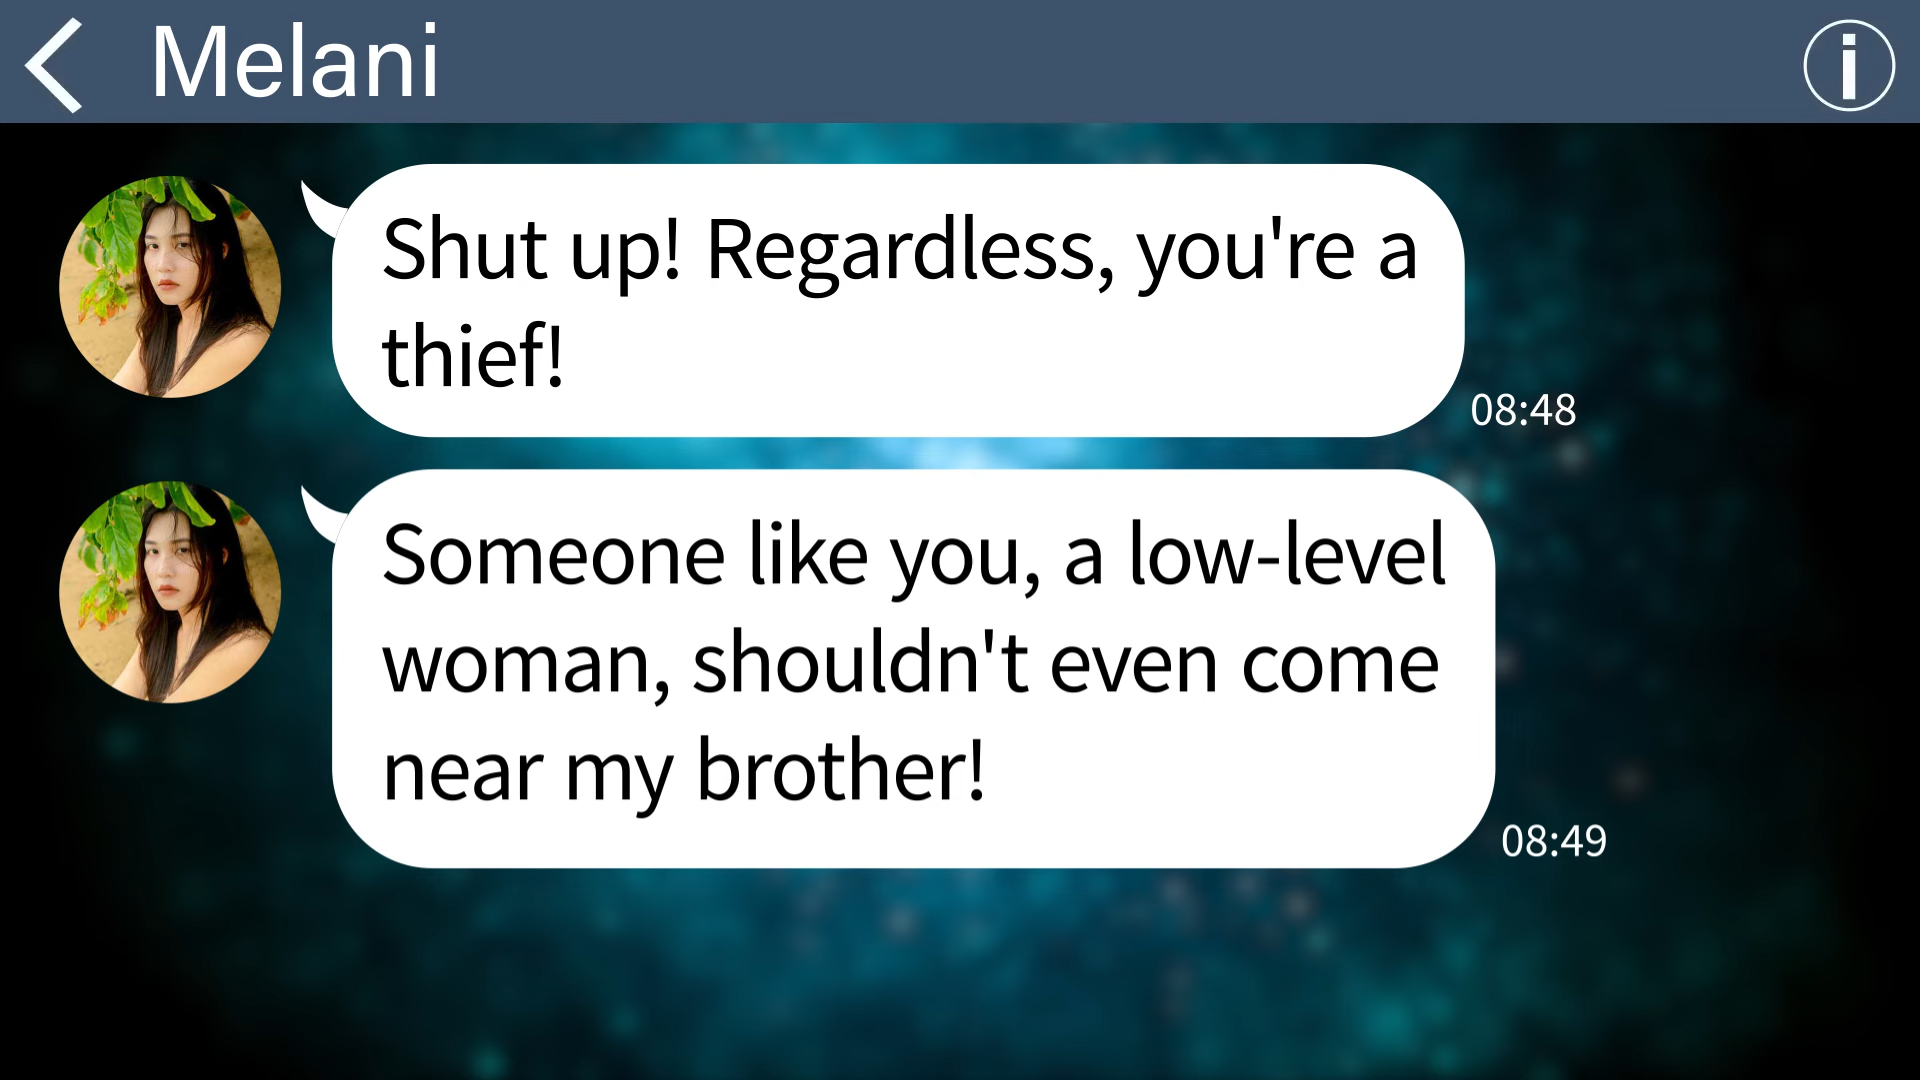 Melani
Shut up! Regardless, you're a
thief!
08:48
Someone like you, a low-level
woman, shouldn't even come
near my brother!
08:49